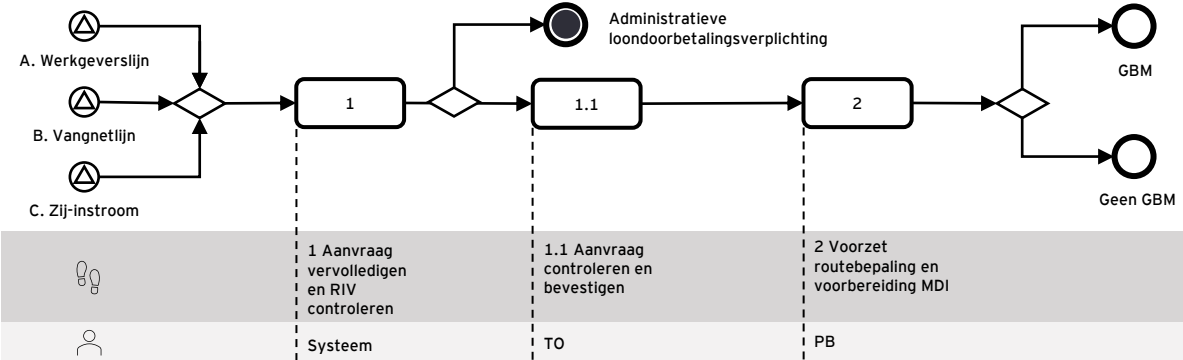 A. Werkgeverslijn
B. Vangnetlijn
C. Zij-instroom
1
Administratieve
loondoorbetalingsverplichting
1.1
2
GBM
Geen GBM
1 Aanvraag
vervolledigen
en RIV
controleren
1.1 Aanvraag
controleren en
bevestigen
2 Voorzet
routebepaling en
voorbereiding MDI
Systeem
TO
PB